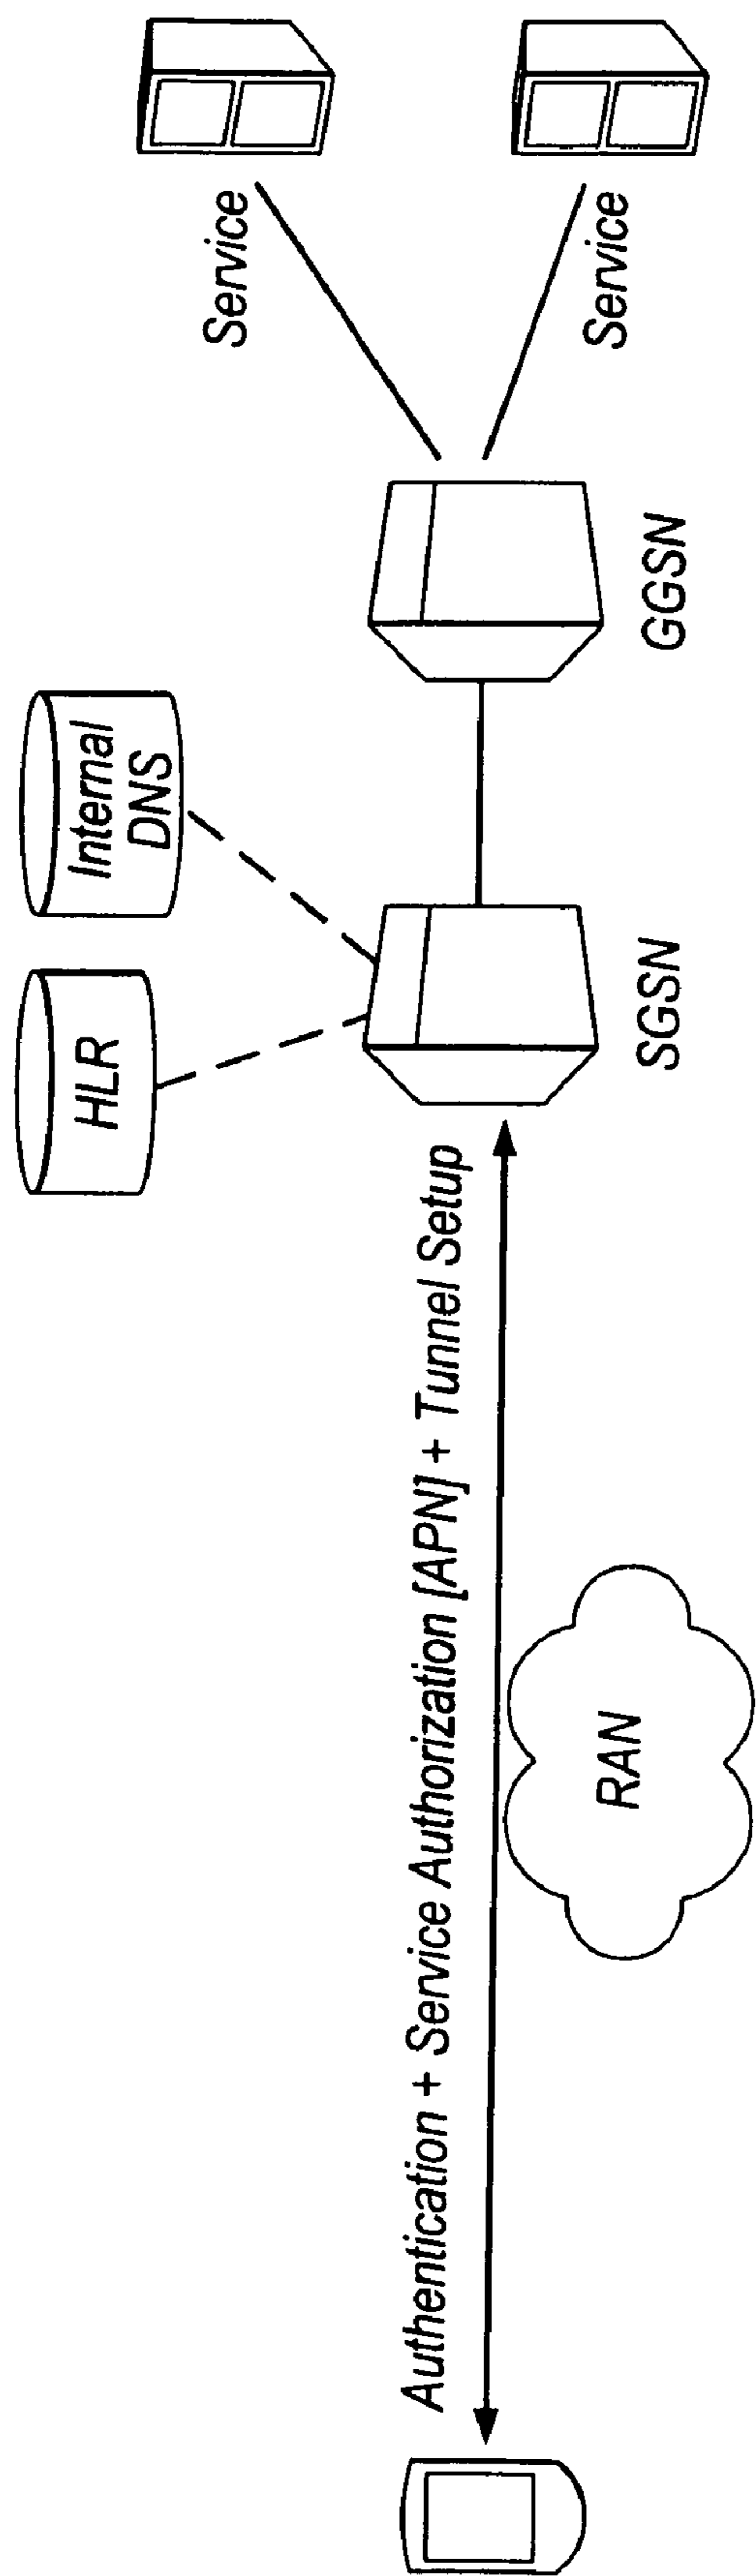 Authentication + Service Authorization [APN] + Tunnel Setup
RAN
HLR
Internal
DNS
SGSN
GGSN
Service
Service